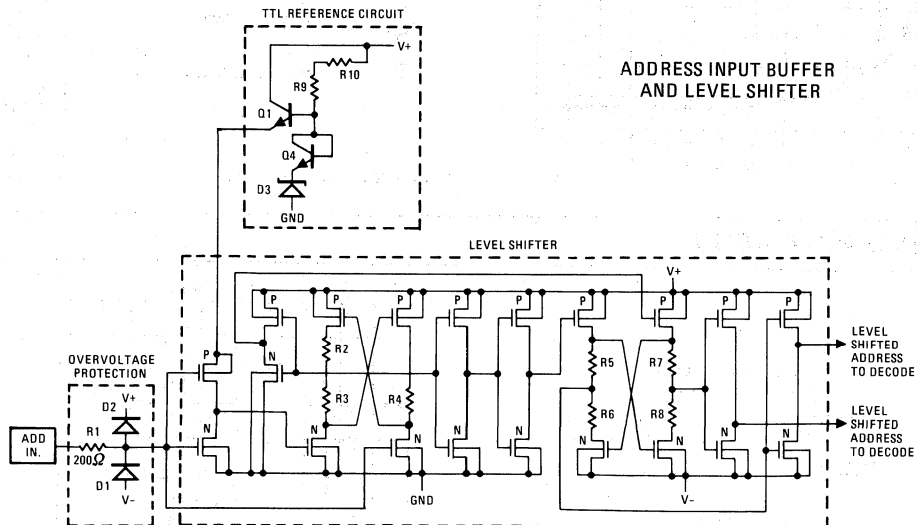 TTL REFERENCE CIRCUIT
V+
R10
R9
Q1
Q4
D3
GND
ADDRESS INPUT BUFFER
AND LEVEL SHIFTER
LEVEL SHIFTER
V+
P
P
P
P
P
P
P
P
P
P
OVERVOLTAGE
PROTECTION
V+
D2
R1
200Ω
D1
V-
ADD
IN.
N
N
R2
R3
R4
N
N
N
N
GND
R5
R6
R7
R8
N
N
N
N
V-
LEVEL
SHIFTED
ADDRESS
TO DECODE
LEVEL
SHIFTED
ADDRESS
TO DECODE